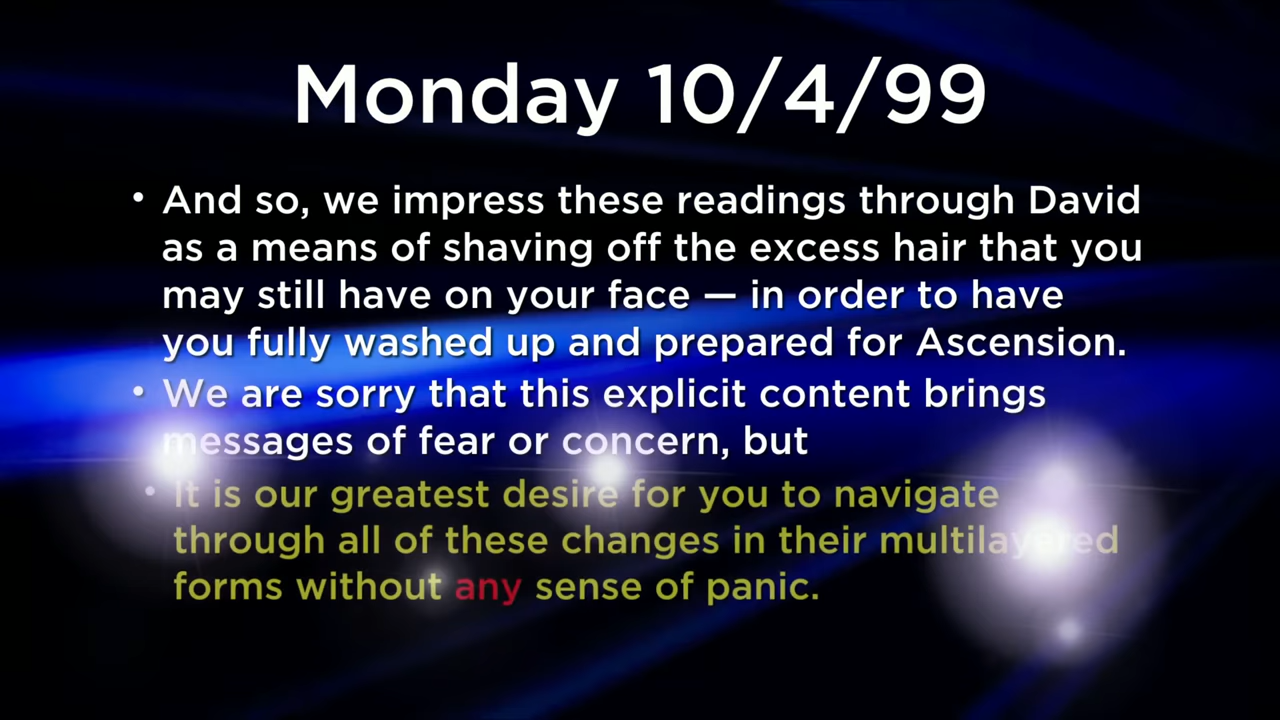 Monday 10/4/99
• And so, we impress these readings through David
as a means of shaving off the excess hair that you
may still have on your face — in order to have
you fully washed up and prepared for Ascension.
• We are sorry that this explicit content brings
messages of fear or concern, but
• It is our greatest desire for you to navigate
through all of these changes in their multilayered
forms without any sense of panic.